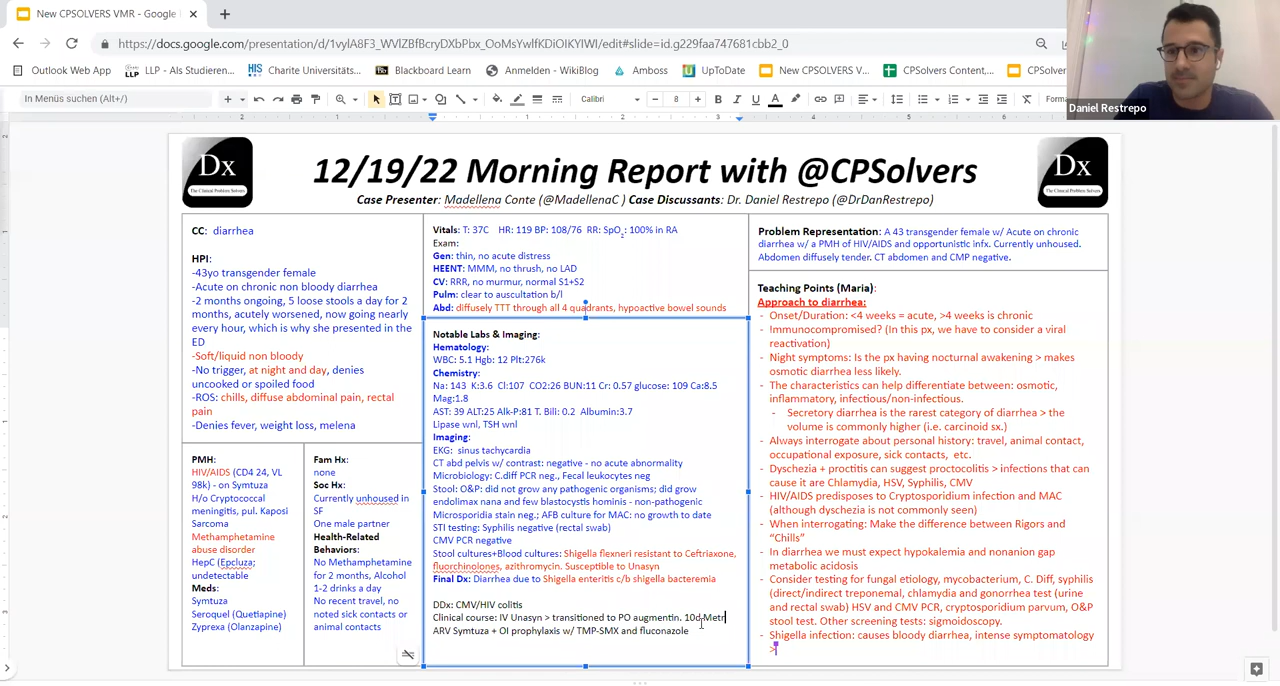 New CPSOLVERS VMR - Google
https://docs.google.com/presentation/d/1vylA8F3_WVlZBfBcryDXbPbx_OoMsYwlfKDiOlKYIWI/edit#slide=id.g229faa747681cbb2_0
Outlook Web App
LLP - Als Studieren...
Charite Universitäts...
Blackboard Learn
Anmelden - WikiBlog
Amboss
UpToDate
New CPSOLVERS V...
CPSolvers Content,...
CPSolver
In Menüs suchen (Alt+/)
Calibri
8
Forma
Daniel Restrepo
Dx
The Clinical Problem Solvers
12/19/22 Morning Report with @CPSolvers
Case Presenter: Madellena Conte (@MadellenaC ) Case Discussants: Dr. Daniel Restrepo (@DrDanRestrepo)
Dx
The Clinical Problem Solvers
CC: diarrhea
HPI:
-43yo transgender female
-Acute on chronic non bloody diarrhea
-2 months ongoing, 5 loose stools a day for 2
months, acutely worsened, now going nearly
every hour, which is why she presented in the
ED
-Soft/liquid non bloody
-No trigger, at night and day, denies
uncooked or spoiled food
-ROS: chills, diffuse abdominal pain, rectal
pain
-Denies fever, weight loss, melena
PMH:
HIV/AIDS (CD4 24, VL
98k) - on Symtuza
H/o Cryptococcal
meningitis, pul. Kaposi
Sarcoma
Methamphetamine
abuse disorder
HepC (Epcluza;
undetectable
Meds:
Symtuza
Seroquel (Quetiapine)
Zyprexa (Olanzapine)
Fam Hx:
none
Soc Hx:
Currently unhoused in
SF
One male partner
Health-Related
Behaviors:
No Methamphetamine
for 2 months, Alcohol
1-2 drinks a day
No recent travel, no
noted sick contacts or
animal contacts
Vitals: T: 37C HR: 119 BP: 108/76 RR: SpO2: 100% in RA
Exam:
Gen: thin, no acute distress
HEENT: MMM, no thrush, no LAD
CV: RRR, no murmur, normal S1+S2
Pulm: clear to auscultation b/l
Abd: diffusely TTT through all 4 quadrants, hypoactive bowel sounds
Notable Labs & Imaging:
Hematology:
WBC: 5.1 Hgb: 12 Plt:276k
Chemistry:
Na: 143 K:3.6 Cl:107 CO2:26 BUN:11 Cr: 0.57 glucose: 109 Ca:8.5
Mag:1.8
AST: 39 ALT:25 Alk-P:81 T. Bili: 0.2 Albumin:3.7
Lipase wnl, TSH wnl
Imaging:
EKG: sinus tachycardia
CT abd pelvis w/ contrast: negative - no acute abnormality
Microbiology: C.diff PCR neg., Fecal leukocytes neg
Stool: O&P: did not grow any pathogenic organisms; did grow
endolimax nana and few blastocystis hominis - non-pathogenic
Microsporidia stain neg.; AFB culture for MAC: no growth to date
STI testing: Syphilis negative (rectal swab)
CMV PCR negative
Stool cultures+Blood cultures: Shigella flexneri resistant to Ceftriaxone,
fluorchinolones, azithromycin. Susceptible to Unasyn
Final Dx: Diarrhea due to Shigella enteritis c/b shigella bacteremia
DDx: CMV/HIV colitis
Clinical course: IV Unasyn > transitioned to PO augmentin. 10d Metr
ARV Symtuza + OI prophylaxis w/ TMP-SMX and fluconazole
Problem Representation: A 43 transgender female w/ Acute on chronic
diarrhea w/ a PMH of HIV/AIDS and opportunistic infx. Currently unhoused.
Abdomen diffusely tender. CT abdomen and CMP negative.
Teaching Points (Maria):
Approach to diarrhea:
- Onset/Duration: <4 weeks = acute, >4 weeks is chronic
- Immunocompromised? (In this px, we have to consider a viral
reactivation)
- Night symptoms: Is the px having nocturnal awakening > makes
osmotic diarrhea less likely.
- The characteristics can help differentiate between: osmotic,
inflammatory, infectious/non-infectious.
- Secretory diarrhea is the rarest category of diarrhea > the
volume is commonly higher (i.e. carcinoid sx.)
- Always interrogate about personal history: travel, animal contact,
occupational exposure, sick contacts, etc.
- Dyschezia + proctitis can suggest proctocolitis > infections that can
cause it are Chlamydia, HSV, Syphilis, CMV
- HIV/AIDS predisposes to Cryptosporidium infection and MAC
(although dyschezia is not commonly seen)
- When interrogating: Make the difference between Rigors and
"Chills"
- In diarrhea we must expect hypokalemia and nonanion gap
metabolic acidosis
- Consider testing for fungal etiology, mycobacterium, C. Diff, syphilis
(direct/indirect treponemal, chlamydia and gonorrhea test (urine
and rectal swab) HSV and CMV PCR, cryptosporidium parvum, O&P
stool test. Other screening tests: sigmoidoscopy.
- Shigella infection: causes bloody diarrhea, intense symptomatology
>